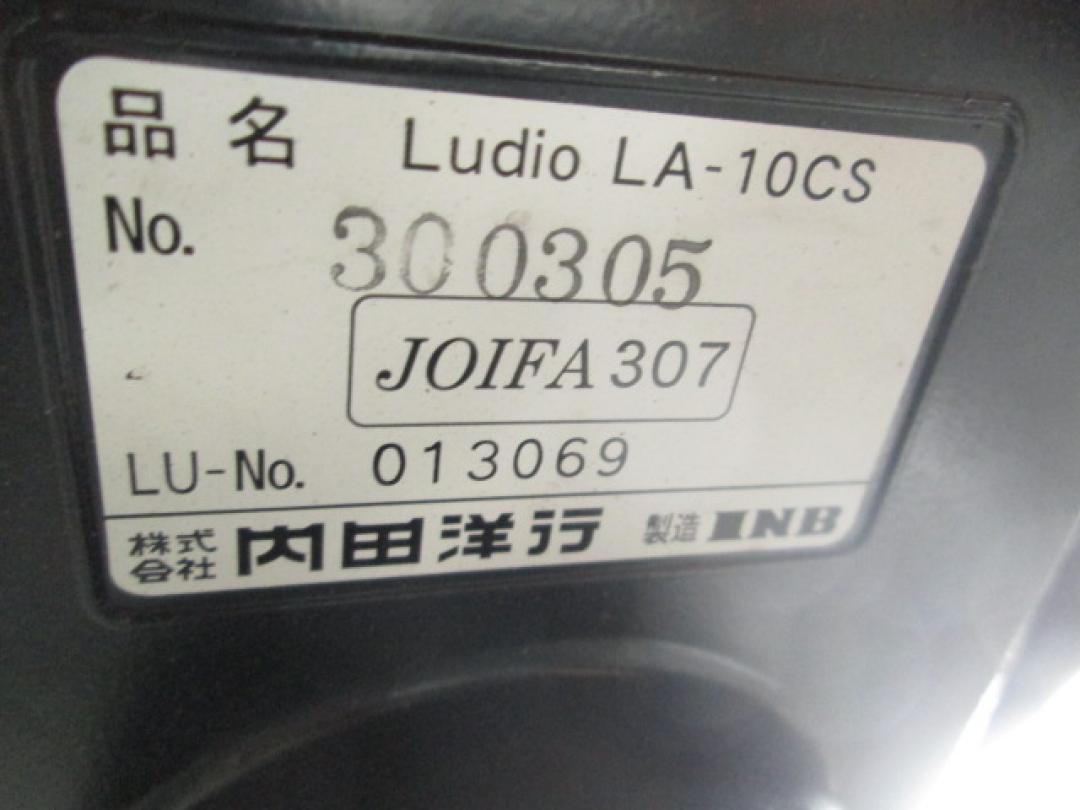 品名 Ludio LA-10CS
No. 300305
JOIFA 307
LU-No. 013069
株式会社 内田洋行 製造 INB